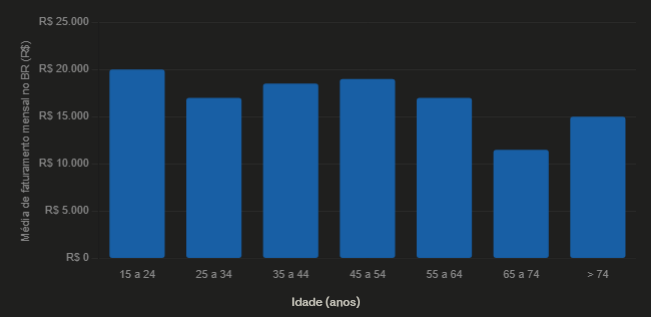 Média de faturamento mensal no BR (R$)
R$ 25.000
R$ 20.000
R$ 15.000
R$ 10.000
R$ 5.000
R$ 0
15 a 24
25 a 34
35 a 44
45 a 54
55 a 64
65 a 74
> 74
Idade (anos)